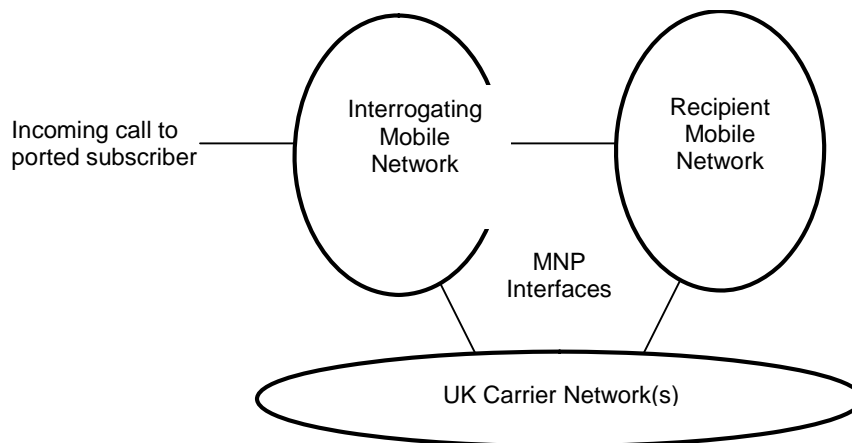 Incoming call to
ported subscriber
Interrogating
Mobile
Network
Recipient
Mobile
Network
MNP
Interfaces
UK Carrier Network(s)